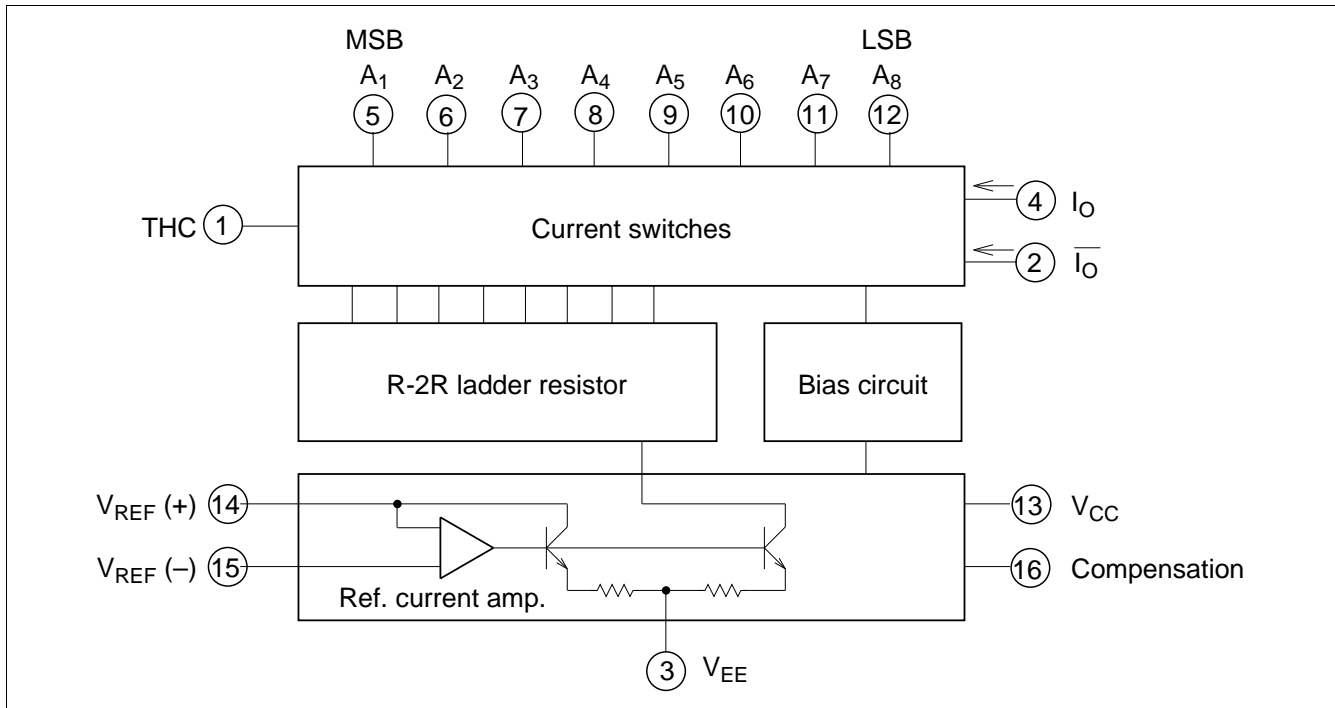 MSB LSB
A1 A2 A3 A4 A5 A6 A7 A8
5 6 7 8 9 10 11 12
THC 1 Current switches 4 IO
2 I̅O̅
R-2R ladder resistor Bias circuit
VREF (+) 14 13 VCC
VREF (–) 15 16 Compensation
Ref. current amp.
3 VEE